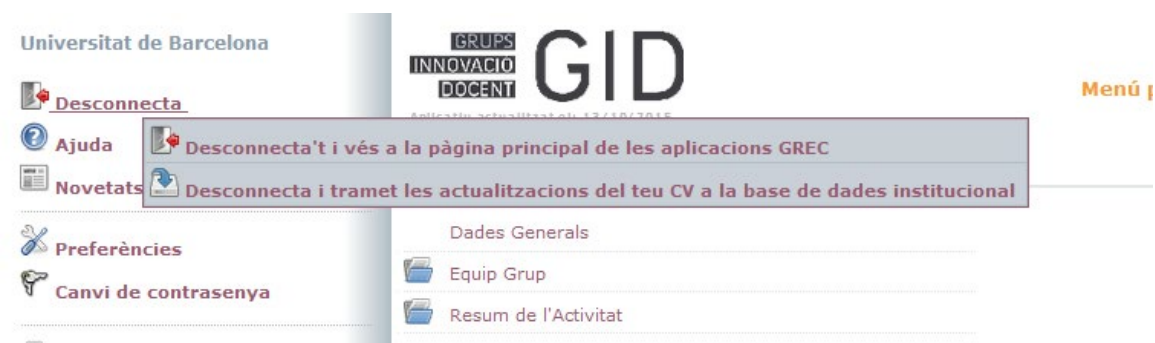 Universitat de Barcelona
Desconnecta
Ajuda
Novetats
Preferències
Canvi de contrasenya
GRUPS
INNOVACIO
DOCENT
GID
Menú p
Desconnecta't i vés a la pàgina principal de les aplicacions GREC
Desconnecta i tramet les actualitzacions del teu CV a la base de dades institucional
Dades Generals
Equip Grup
Resum de l'Activitat